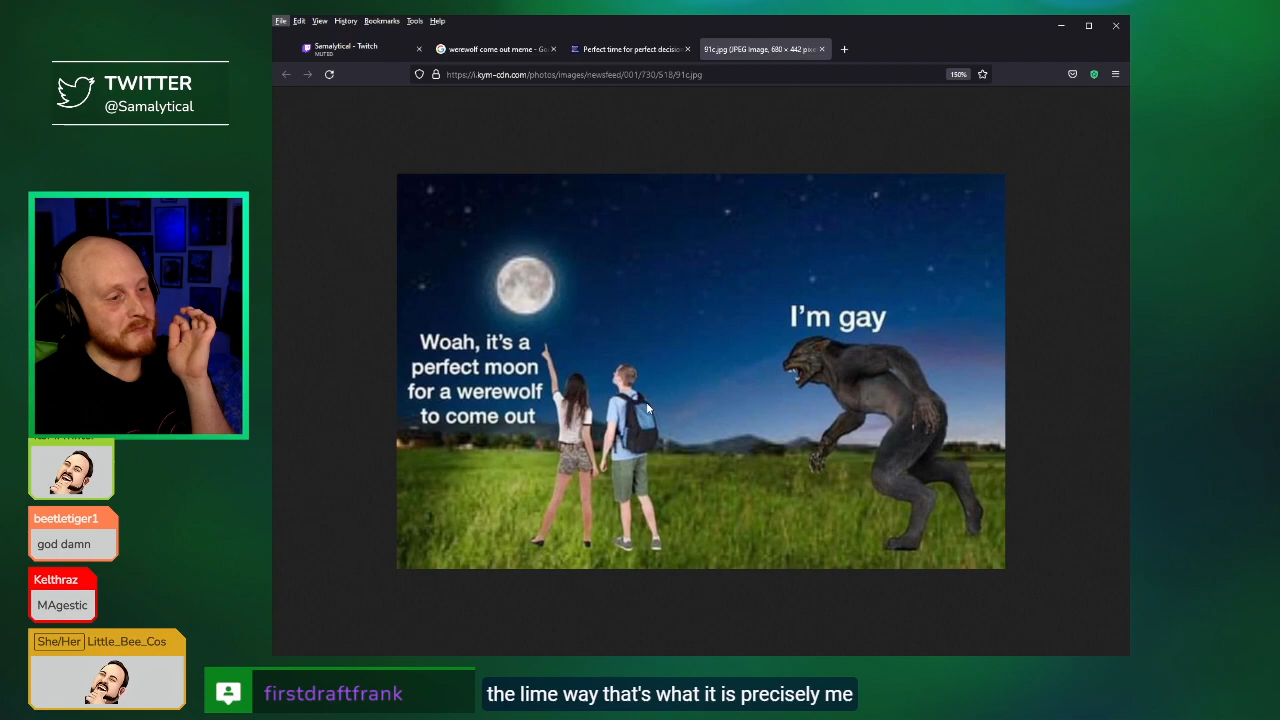 File Edit View History Bookmarks Tools Help
Samalytical - Twitch
MUTED
werewolf come out meme - Go
Perfect time for perfect decision
91c.jpg (JPEG Image, 680 × 442 pixe
https://i.kym-cdn.com/photos/images/newsfeed/001/730/518/91c.jpg
150%
TWITTER
@Samalytical
Woah, it's a
perfect moon
for a werewolf
to come out
I'm gay
beetletiger1
god damn
Kelthraz
MAgestic
She/Her Little_Bee_Cos
firstdraftfrank
the lime way that's what it is precisely me